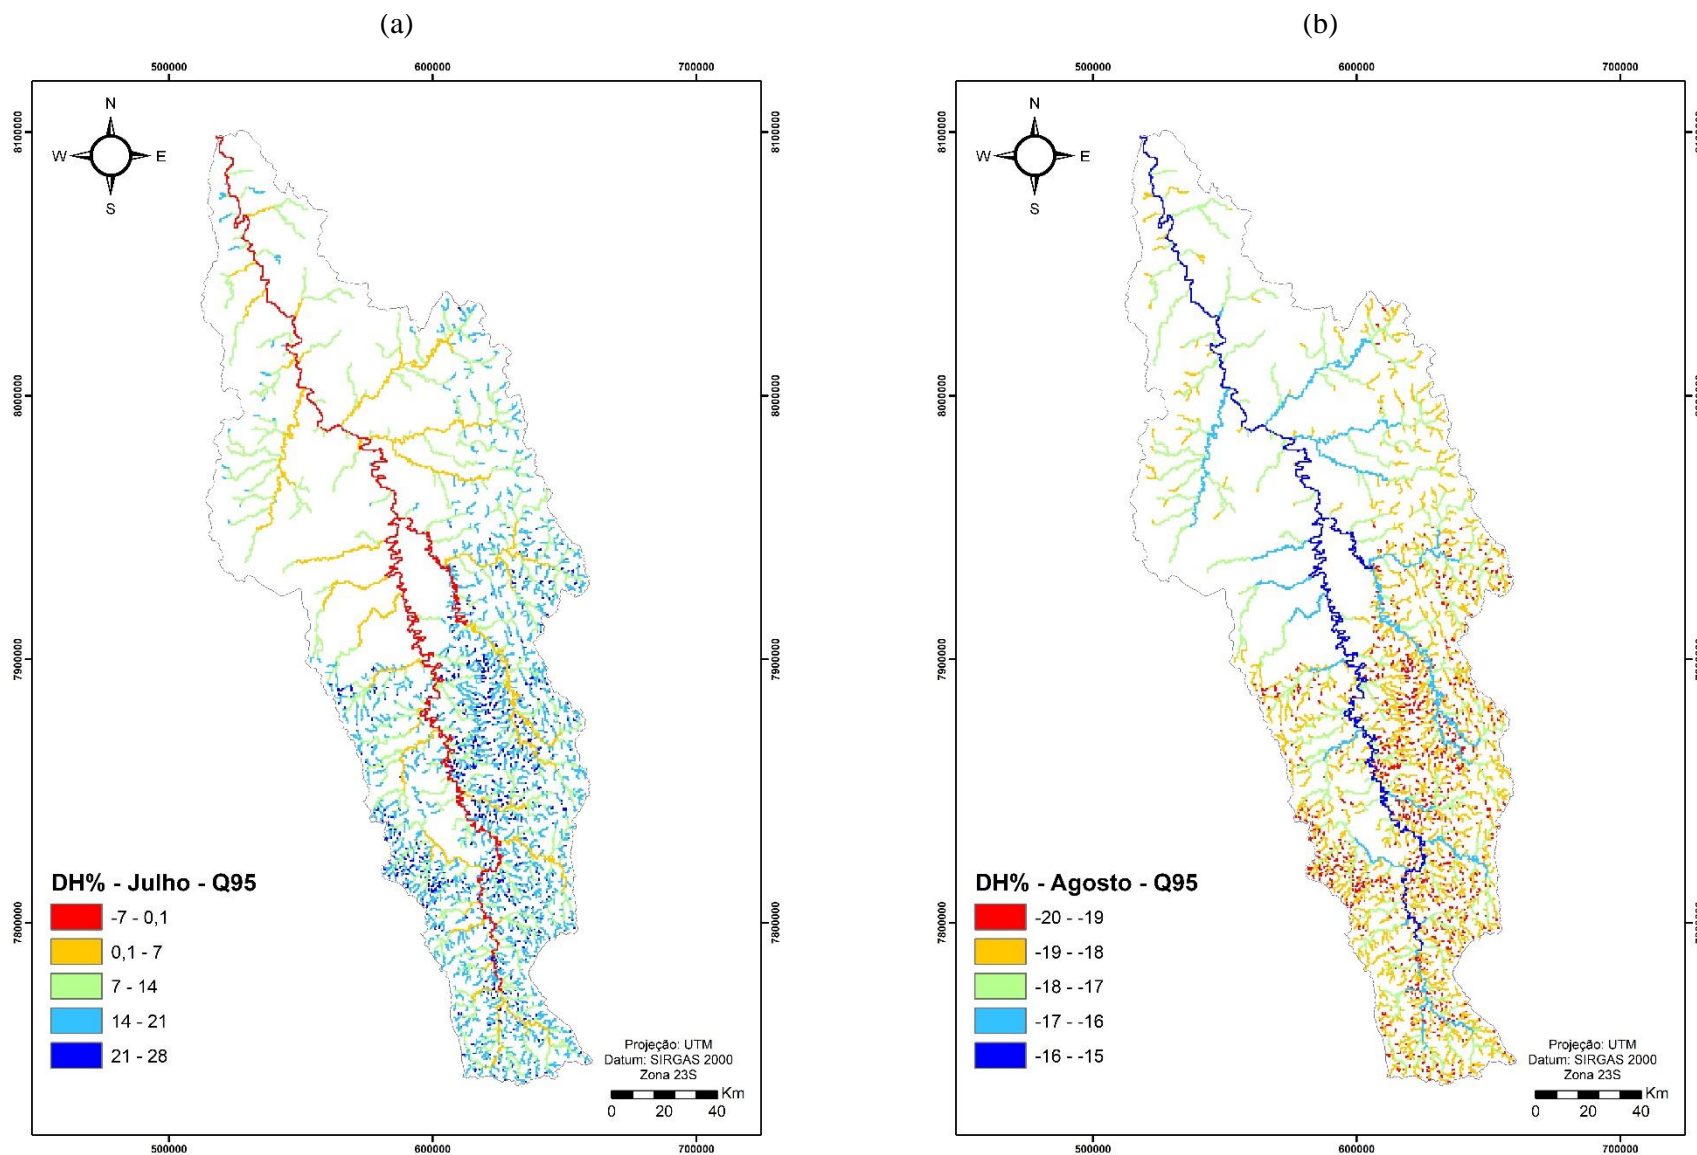 (a)
(b)
500000 600000 700000
500000 600000 700000
N
W E
S
N
W E
S
8100000
8000000
7900000
7800000
8100000
8000000
7900000
7800000
8100000
8000000
7900000
7800000
DH% - Julho - Q95
-7 - 0,1
0,1 - 7
7 - 14
14 - 21
21 - 28
Projeção: UTM
Datum: SIRGAS 2000
Zona 23S
Km
0 20 40
DH% - Agosto - Q95
-20 - -19
-19 - -18
-18 - -17
-17 - -16
-16 - -15
Projeção: UTM
Datum: SIRGAS 2000
Zona 23S
Km
0 20 40
500000 600000 700000
500000 600000 700000